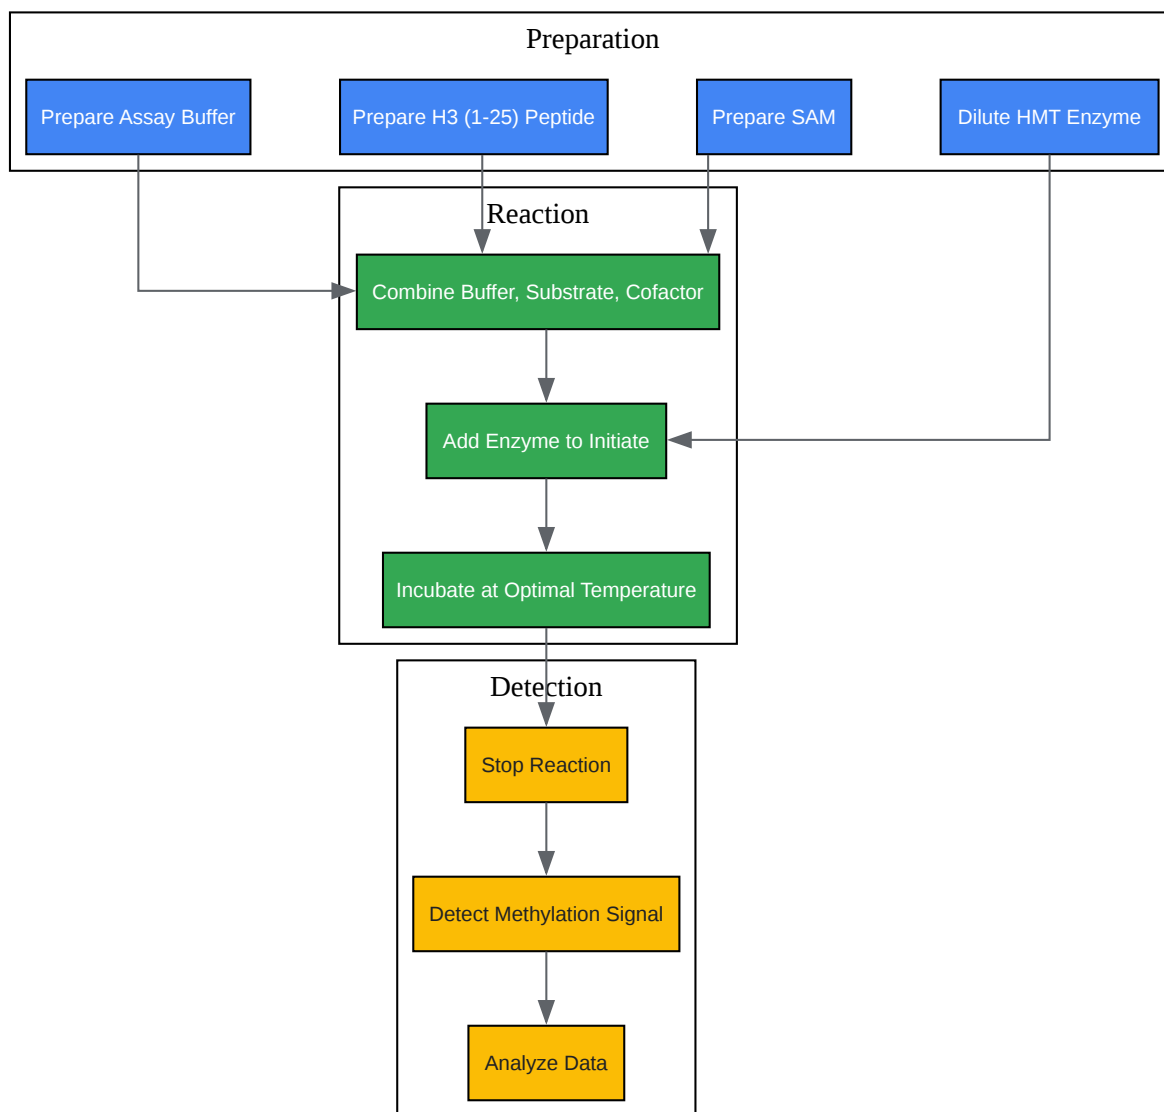 Preparation
Prepare Assay Buffer
Prepare H3 (1-25) Peptide
Prepare SAM
Dilute HMT Enzyme
Reaction
Combine Buffer, Substrate, Cofactor
Add Enzyme to Initiate
Incubate at Optimal Temperature
Detection
Stop Reaction
Detect Methylation Signal
Analyze Data